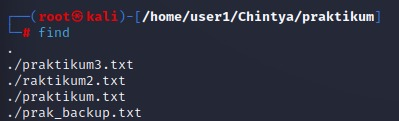 ┌──(root㉿kali)-[/home/user1/Chintya/praktikum]
└─# find
.
./praktikum3.txt
./raktikum2.txt
./praktikum.txt
./prak_backup.txt